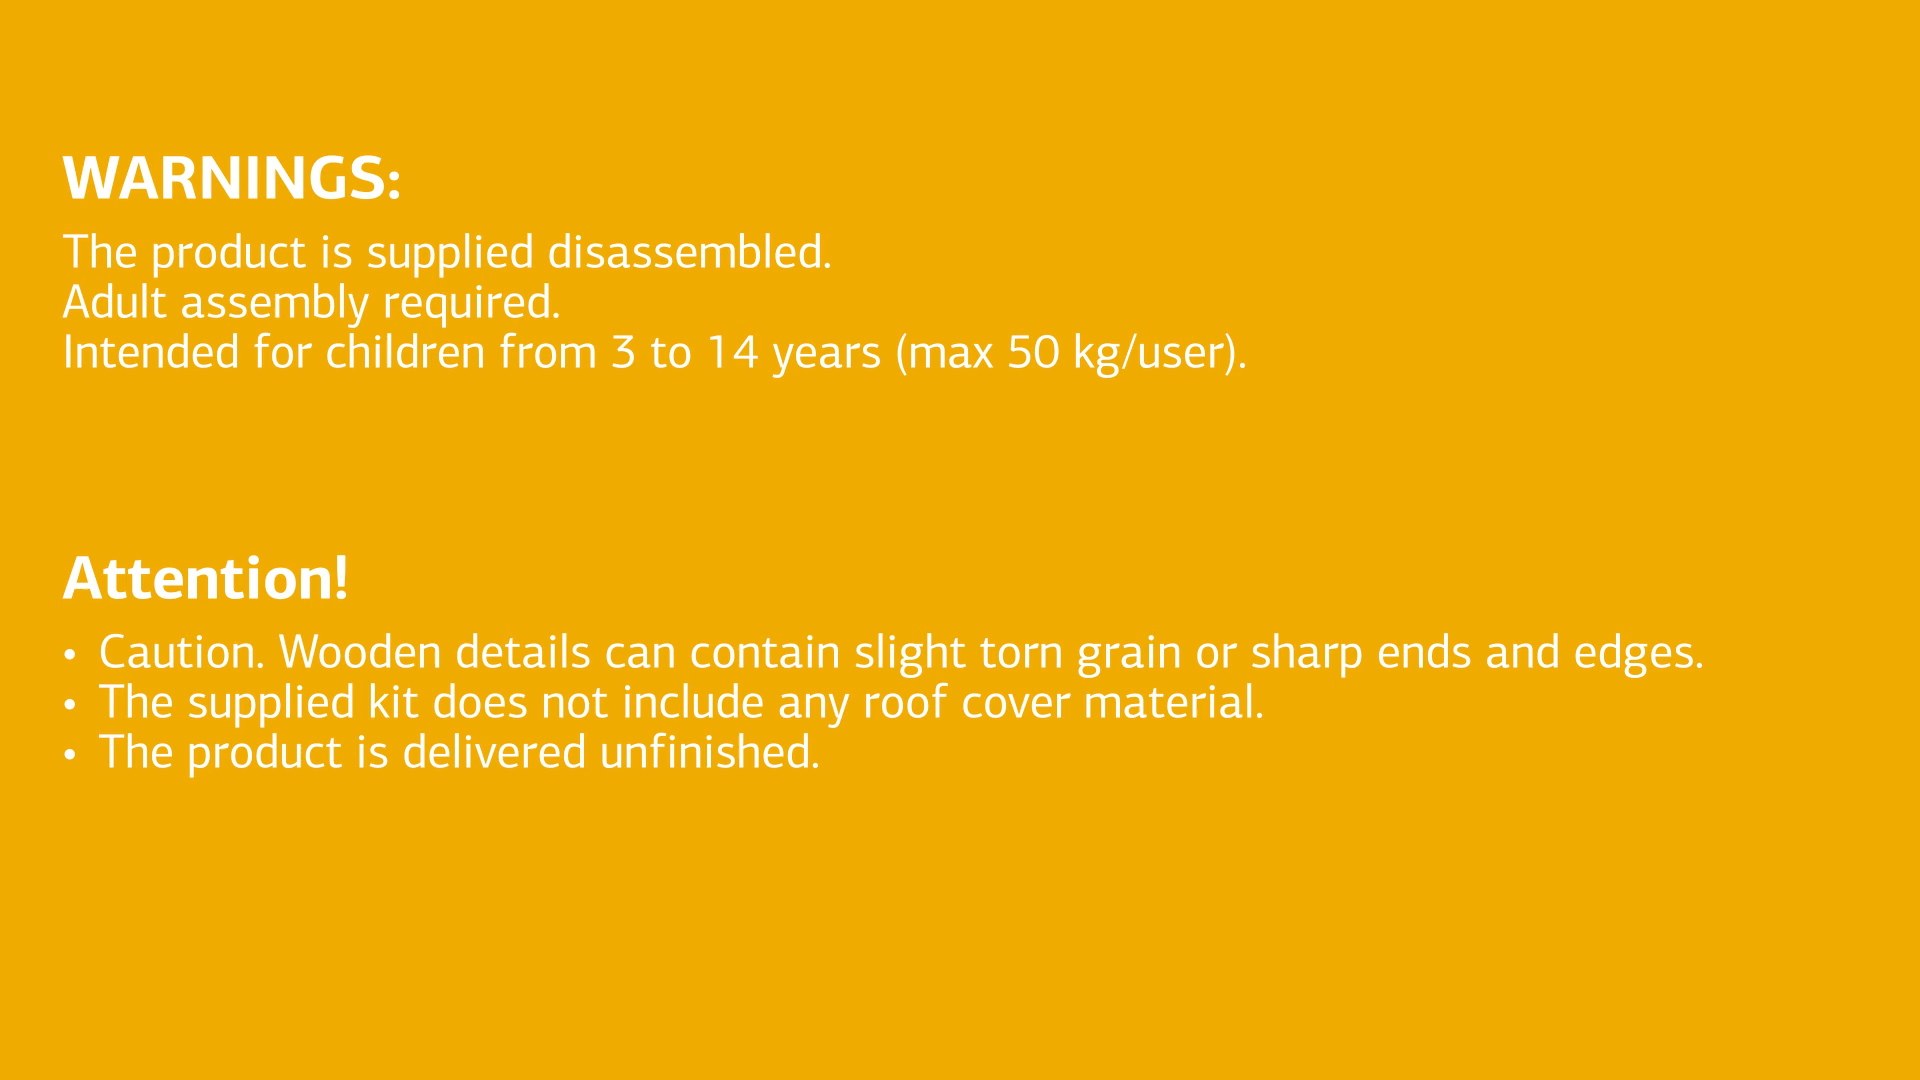 WARNINGS:
The product is supplied disassembled.
Adult assembly required.
Intended for children from 3 to 14 years (max 50 kg/user).
Attention!
• Caution. Wooden details can contain slight torn grain or sharp ends and edges.
• The supplied kit does not include any roof cover material.
• The product is delivered unfinished.